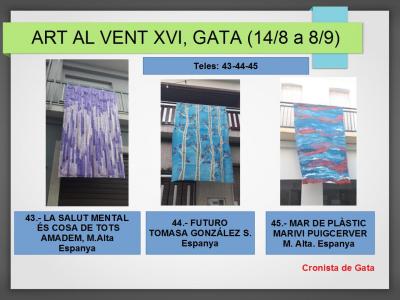 ART AL VENT XVI, GATA (14/8 a 8/9)
Teles: 43-44-45
43.- LA SALUT MENTAL
ÉS COSA DE TOTS
AMADEM, M.Alta
Espanya
44.- FUTURO
TOMASA GONZÁLEZ S.
Espanya
45.- MAR DE PLÀSTIC
MARIVI PUIGCERVER
M. Alta. Espanya
Cronista de Gata